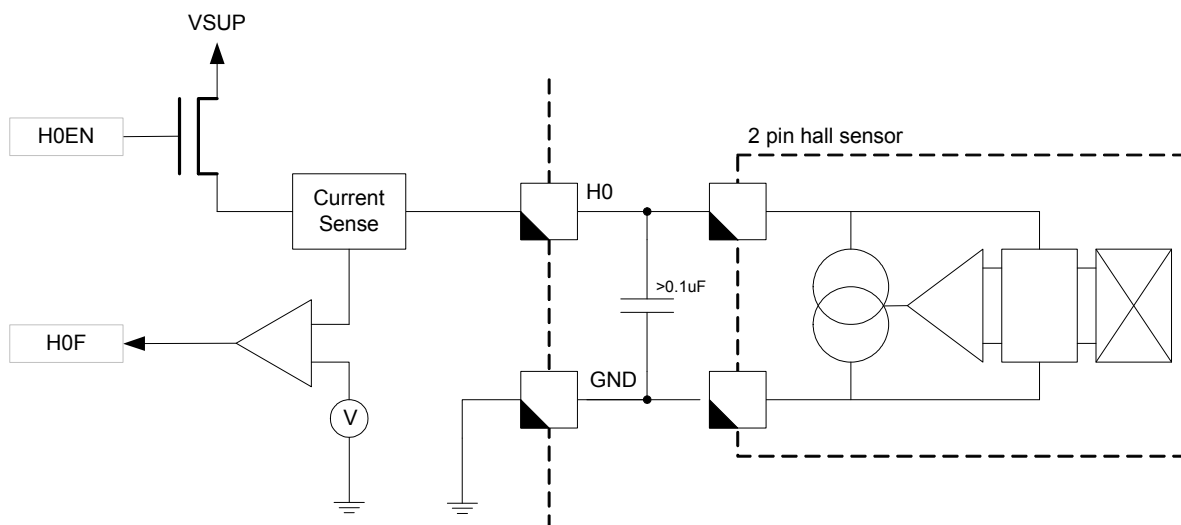 VSUP
H0EN
2 pin hall sensor
H0
Current
Sense
>0.1uF
H0F
GND
V